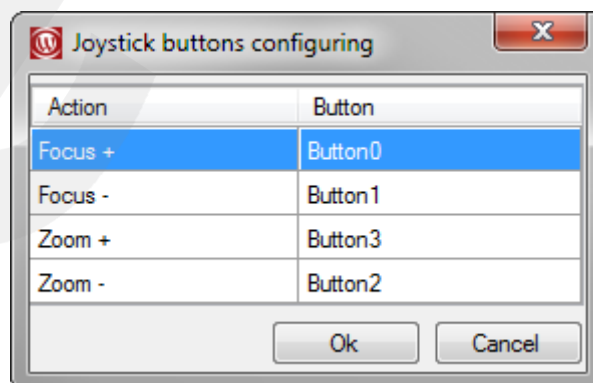 Joystick buttons configuring
Action Button
Focus + Button0
Focus - Button1
Zoom + Button3
Zoom - Button2
Ok Cancel